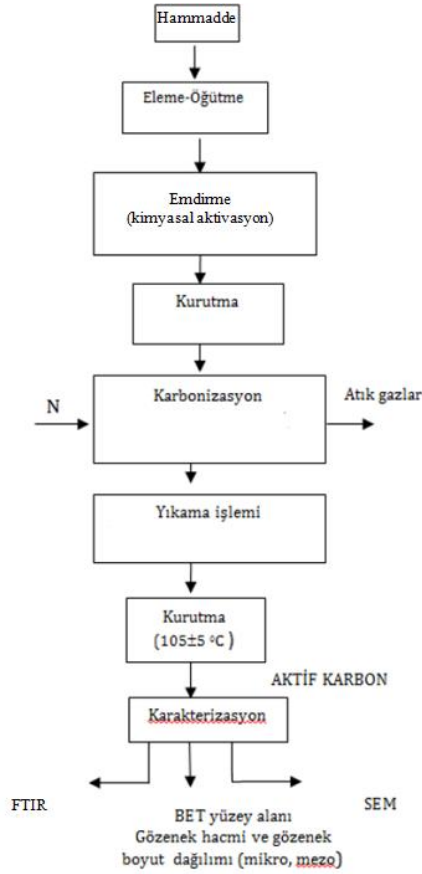 Hammadde
Eleme-Öğütme
Emdirme
(kimyasal aktivasyon)
Kurutma
Karbonizasyon
N
Atık gazlar
Yıkama işlemi
Kurutma
(105±5 ⁰C )
AKTİF KARBON
Karakterizasyon
FTIR
SEM
BET yüzey alanı
Gözenek hacmi ve gözenek
boyut dağılımı (mikro, mezo)